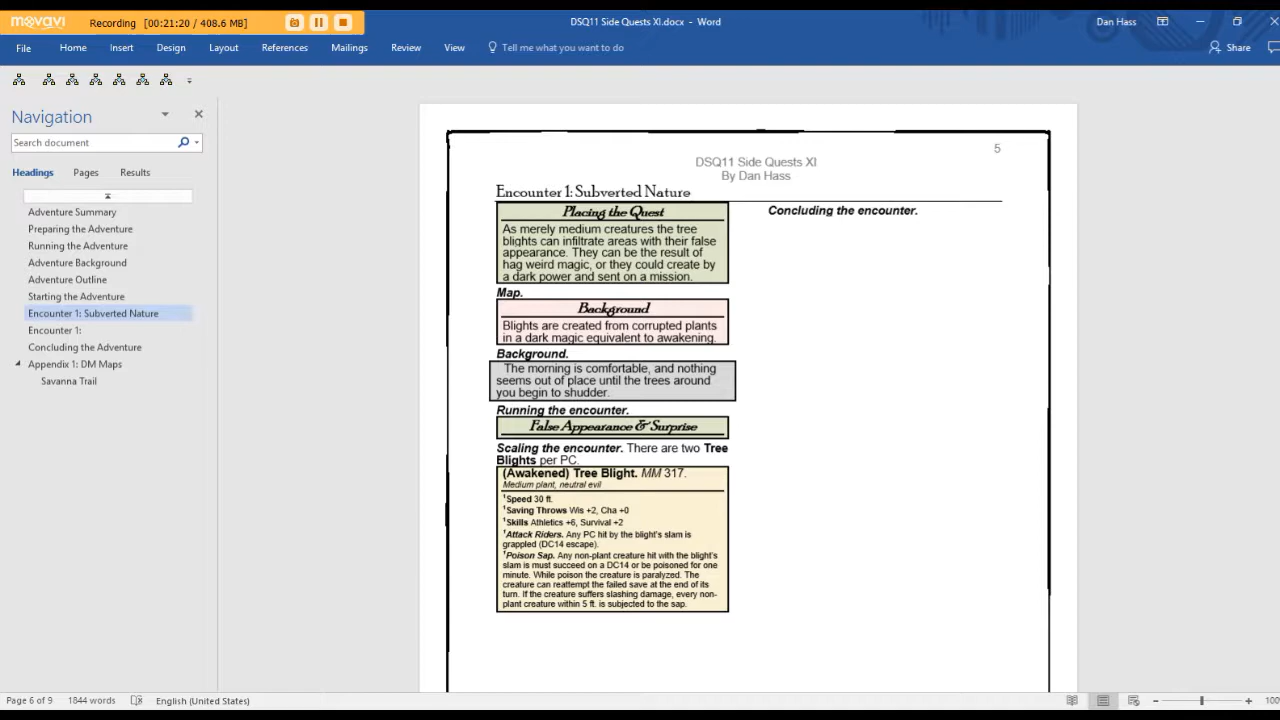 movavi Recording (00:21:20 / 408.6 MB) DSQ11 Side Quests XI.docx - Word Dan Hass
File Home Insert Design Layout References Mailings Review View Tell me what you want to do Share
Navigation
Search document
Headings Pages Results
Adventure Summary
Preparing the Adventure
Running the Adventure
Adventure Background
Adventure Outline
Starting the Adventure
Encounter 1: Subverted Nature
Encounter 1:
Concluding the Adventure
Appendix 1: DM Maps
Savanna Trail
5
DSQ11 Side Quests XI
By Dan Hass
Encounter 1: Subverted Nature
Placing the Quest
As merely medium creatures the tree
blights can infiltrate areas with their false
appearance. They can be the result of
hag weird magic, or they could create by
a dark power and sent on a mission.
Map.
Background
Blights are created from corrupted plants
in a dark magic equivalent to awakening.
Background.
The morning is comfortable, and nothing
seems out of place until the trees around
you begin to shudder.
Running the encounter.
False Appearance & Surprise
Scaling the encounter. There are two Tree
Blights per PC.
(Awakened) Tree Blight. MM 317.
Medium plant, neutral evil
†Speed 30 ft.
†Saving Throws Wis +2, Cha +0
†Skills Athletics +6, Survival +2
†Attack Riders. Any PC hit by the blight's slam is
grappled (DC14 escape).
†Poison Sap. Any non-plant creature hit with the blight's
slam is must succeed on a DC14 or be poisoned for one
minute. While poison the creature is paralyzed. The
creature can reattempt the failed save at the end of its
turn. If the creature suffers slashing damage, every non-
plant creature within 5 ft. is subjected to the sap.
Concluding the encounter.
Page 6 of 9 1844 words English (United States) 100